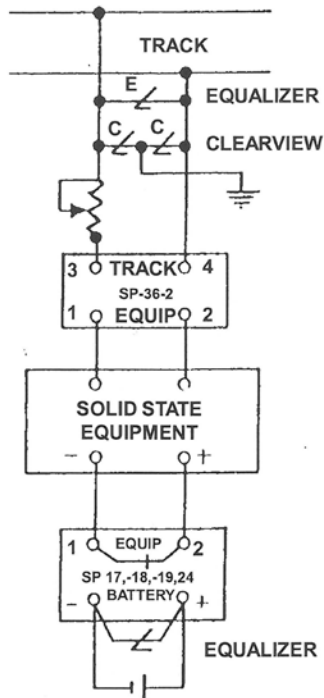 TRACK
E
EQUALIZER
C C
CLEARVIEW
3 TRACK 4
SP-36-2
1 EQUIP 2
SOLID STATE
EQUIPMENT
- +
1 EQUIP 2
SP 17,-18,-19,24
- BATTERY +
EQUALIZER